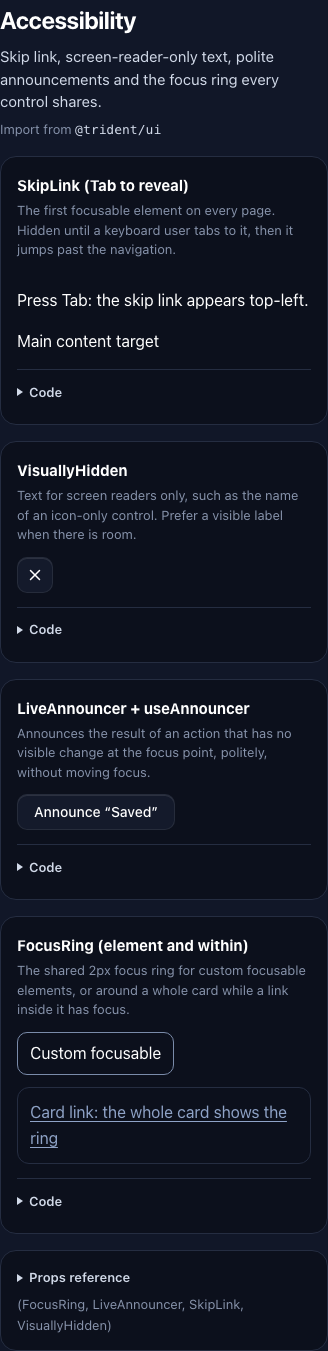 Accessibility
Skip link, screen-reader-only text, polite
announcements and the focus ring every
control shares.
Import from @trident/ui
SkipLink (Tab to reveal)
The first focusable element on every page.
Hidden until a keyboard user tabs to it, then it
jumps past the navigation.
Press Tab: the skip link appears top-left.
Main content target
Code
VisuallyHidden
Text for screen readers only, such as the name
of an icon-only control. Prefer a visible label
when there is room.
Code
LiveAnnouncer + useAnnouncer
Announces the result of an action that has no
visible change at the focus point, politely,
without moving focus.
Announce “Saved”
Code
FocusRing (element and within)
The shared 2px focus ring for custom focusable
elements, or around a whole card while a link
inside it has focus.
Custom focusable
Card link: the whole card shows the
ring
Code
Props reference
(FocusRing, LiveAnnouncer, SkipLink,
VisuallyHidden)